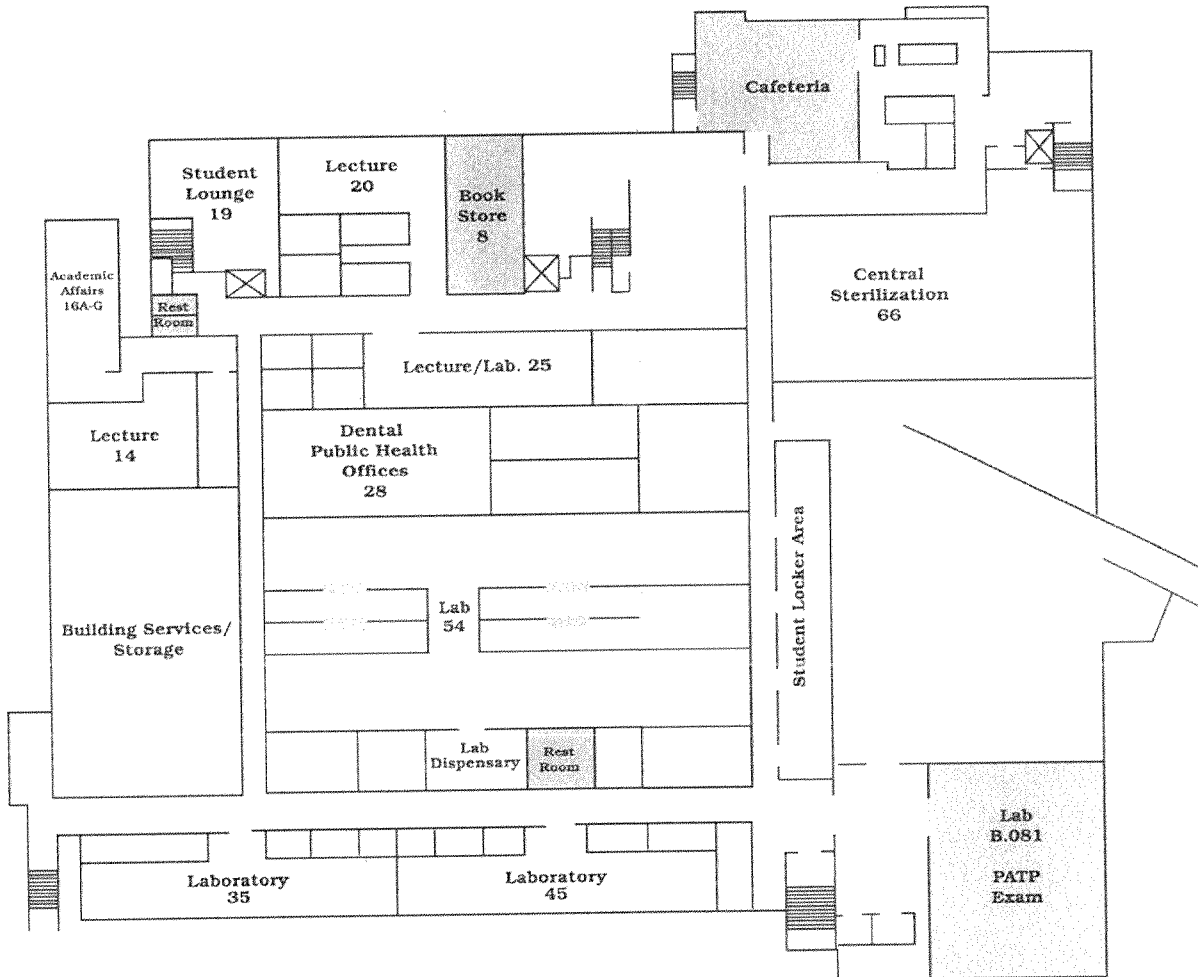 Cafeteria
Student
Lounge
19
Lecture
20
Book
Store
8
Academic
Affairs
16A-G
Rest
Room
Central
Sterilization
66
Lecture/Lab. 25
Lecture
14
Dental
Public Health
Offices
28
Student Locker Area
Building Services/
Storage
Lab
54
Lab
Dispensary
Rest
Room
Lab
B.081
PATP
Exam
Laboratory
35
Laboratory
45